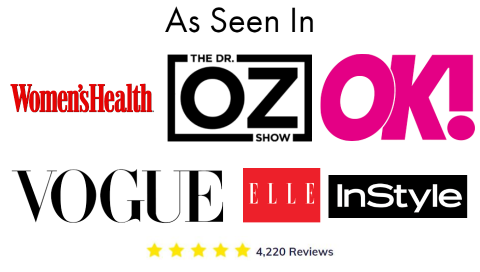 As Seen In
Women'sHealth
THE DR.
OZ
SHOW
OK!
VOGUE
ELLE
InStyle
4,220 Reviews